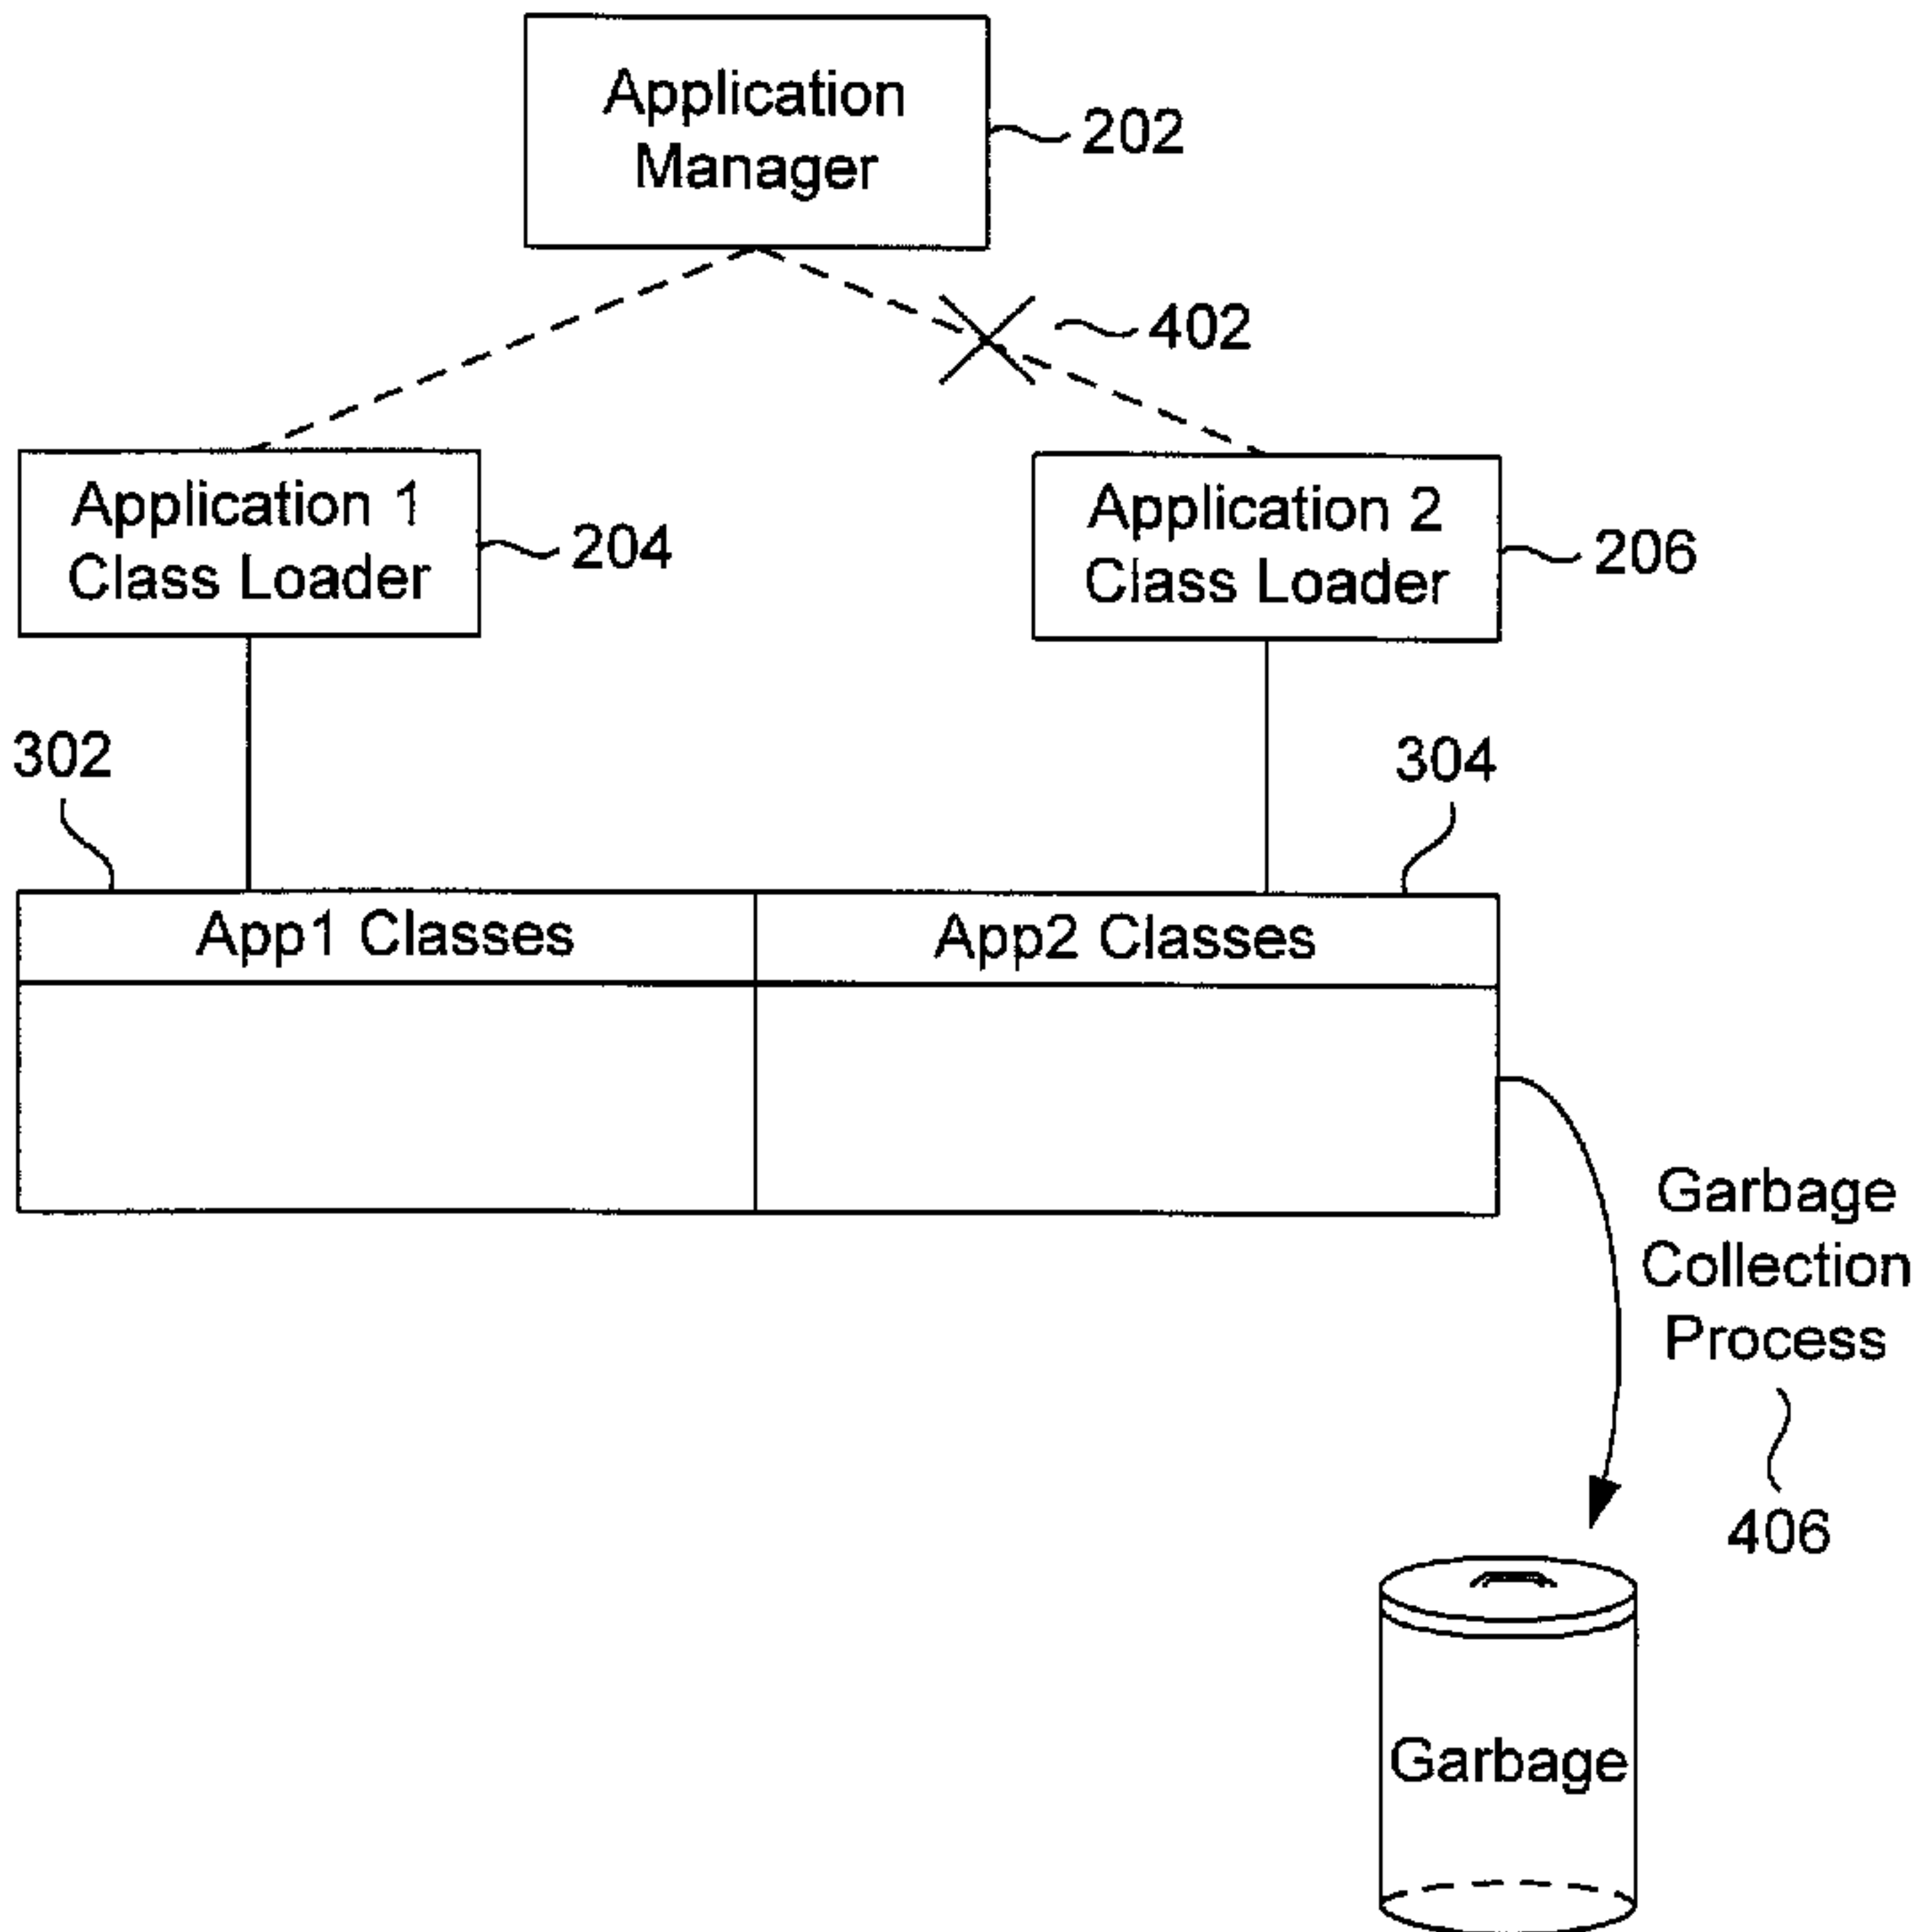 Application
Manager
202
402
Application 1
Class Loader
204
Application 2
Class Loader
206
302
304
App1 Classes
App2 Classes
Garbage
Collection
Process
406
Garbage